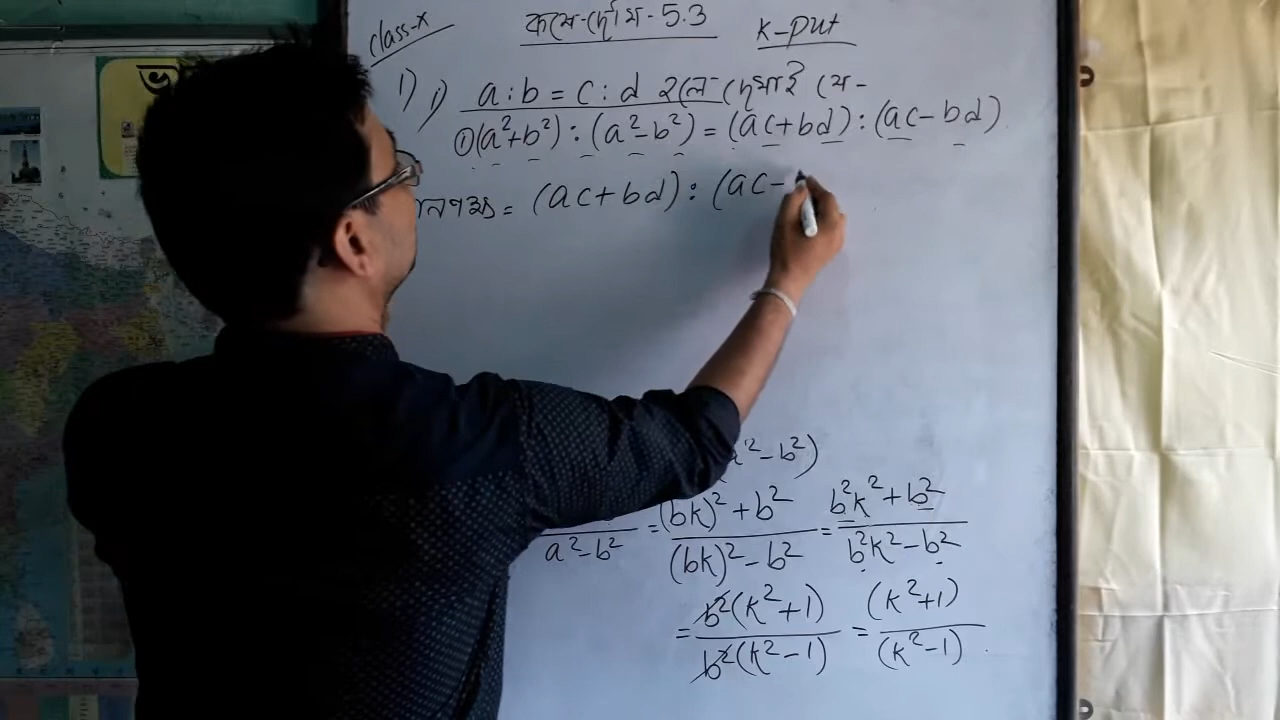 class-x
কষে দেখি - 5.3
K-put
1) i) a : b = c : d হলে দেখাই যে -
① (a²+b²) : (a²-b²) = (ac+bd) : (ac-bd)
= (ac+bd) : (ac-
a²-b²)
a²-b² = (bk)²+b² / (bk)²-b² = b²k²+b² / b²k²-b²
= b²(k²+1) / b²(k²-1) = (k²+1) / (k²-1)